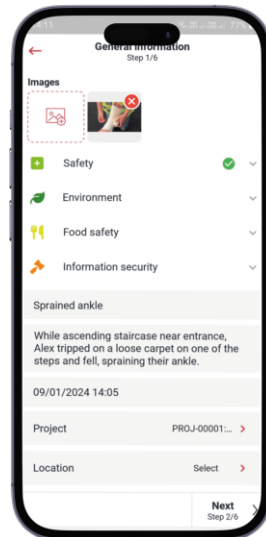 General Information
Step 1/6
Images
Safety
Environment
Food safety
Information security
Sprained ankle
While ascending staircase near entrance,
Alex tripped on a loose carpet on one of the
steps and fell, spraining their ankle.
09/01/2024 14:05
Project PROJ-00001:...
Location Select
Next
Step 2/6